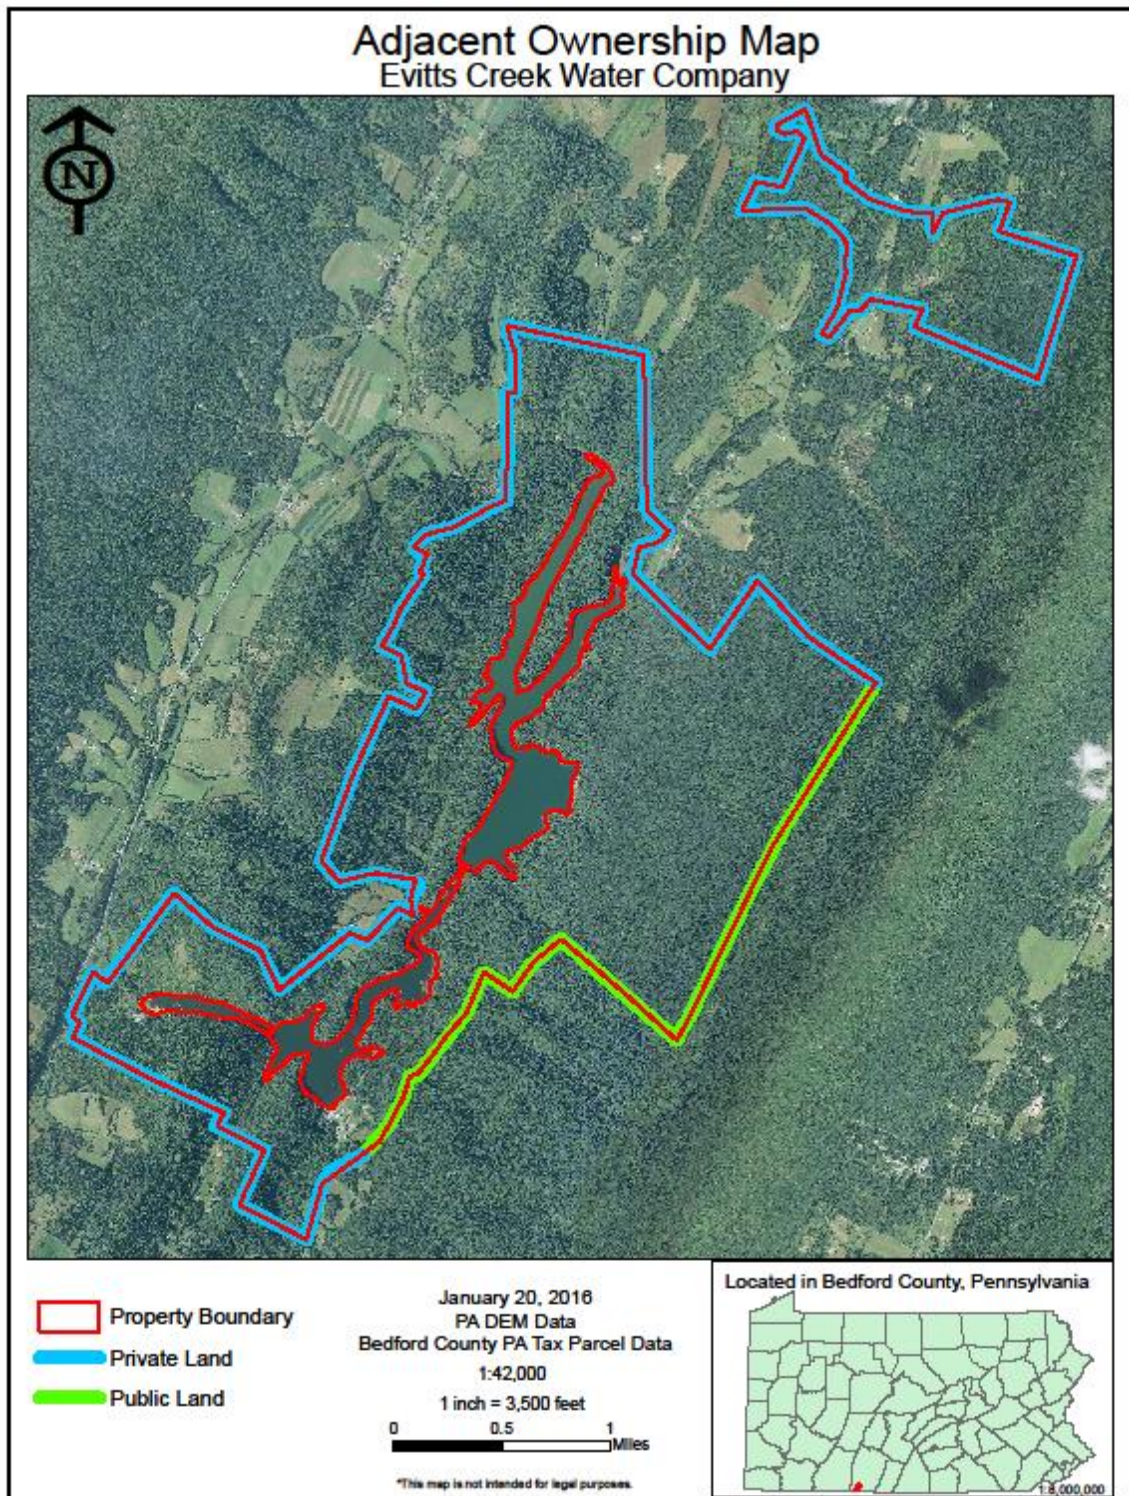 Adjacent Ownership Map
Evitts Creek Water Company
N
Property Boundary
Private Land
Public Land
January 20, 2016
PA DEM Data
Bedford County PA Tax Parcel Data
1:42,000
1 inch = 3,500 feet
0 0.5 1
Miles
*This map is not intended for legal purposes.
Located in Bedford County, Pennsylvania
1:8,000,000